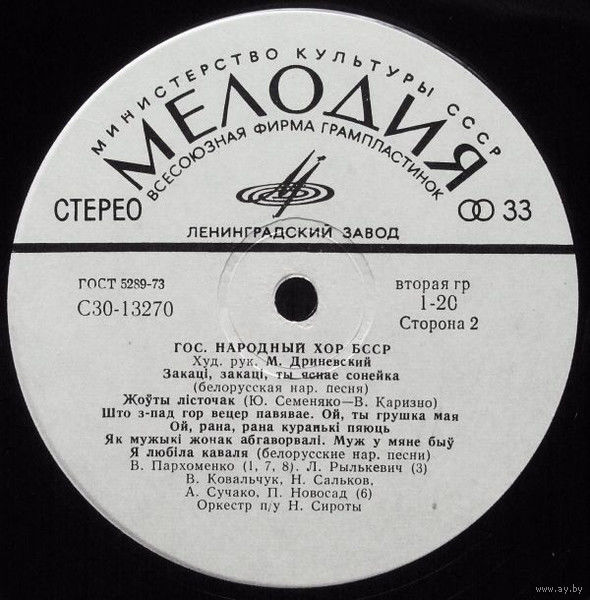 МИНИСТЕРСТВО КУЛЬТУРЫ СССР
МЕЛОДИЯ
ВСЕСОЮЗНАЯ ФИРМА ГРАМПЛАСТИНОК
СТЕРЕО
33
ЛЕНИНГРАДСКИЙ ЗАВОД
ГОСТ 5289-73
вторая гр
С30-13270
1-20
Сторона 2
ГОС. НАРОДНЫЙ ХОР БССР
Худ. рук. М. Дриневский
Закаці, закаці, ты яснае сонейка
(белорусская нар. песня)
Жоўты лісточак (Ю. Семеняко—В. Каризно)
Што з-пад гор вецер павявае. Ой, ты грушка мая
Ой, рана, рана куранькі пяюць
Як мужыкі жонак абгаворвалі. Муж у мяне быў
Я любіла каваля (белорусские нар. песни)
В. Пархоменко (1, 7, 8). Л. Рылькевич (3)
В. Ковальчук, Н. Сальков,
А. Сучако, П. Новосад (6)
Оркестр п/у Н. Сироты
www.ay.by